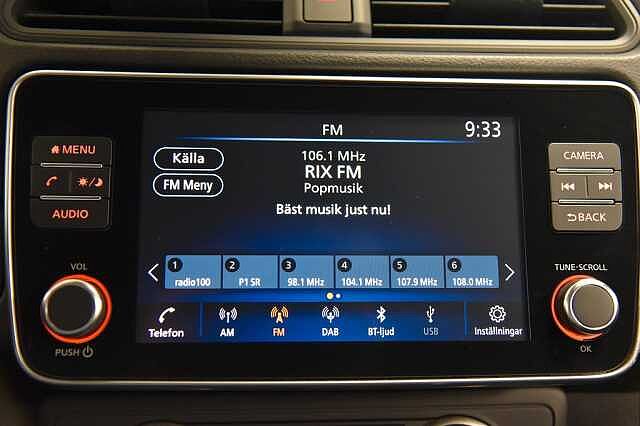 FM
9:33
MENU
AUDIO
VOL
PUSH
Källa
FM Meny
106.1 MHz
RIX FM
Popmusik
Bäst musik just nu!
1 radio100
2 P1 SR
3 98.1 MHz
4 104.1 MHz
5 107.9 MHz
6 108.0 MHz
Telefon
AM
FM
DAB
BT-ljud
USB
Inställningar
CAMERA
BACK
TUNE·SCROLL
OK